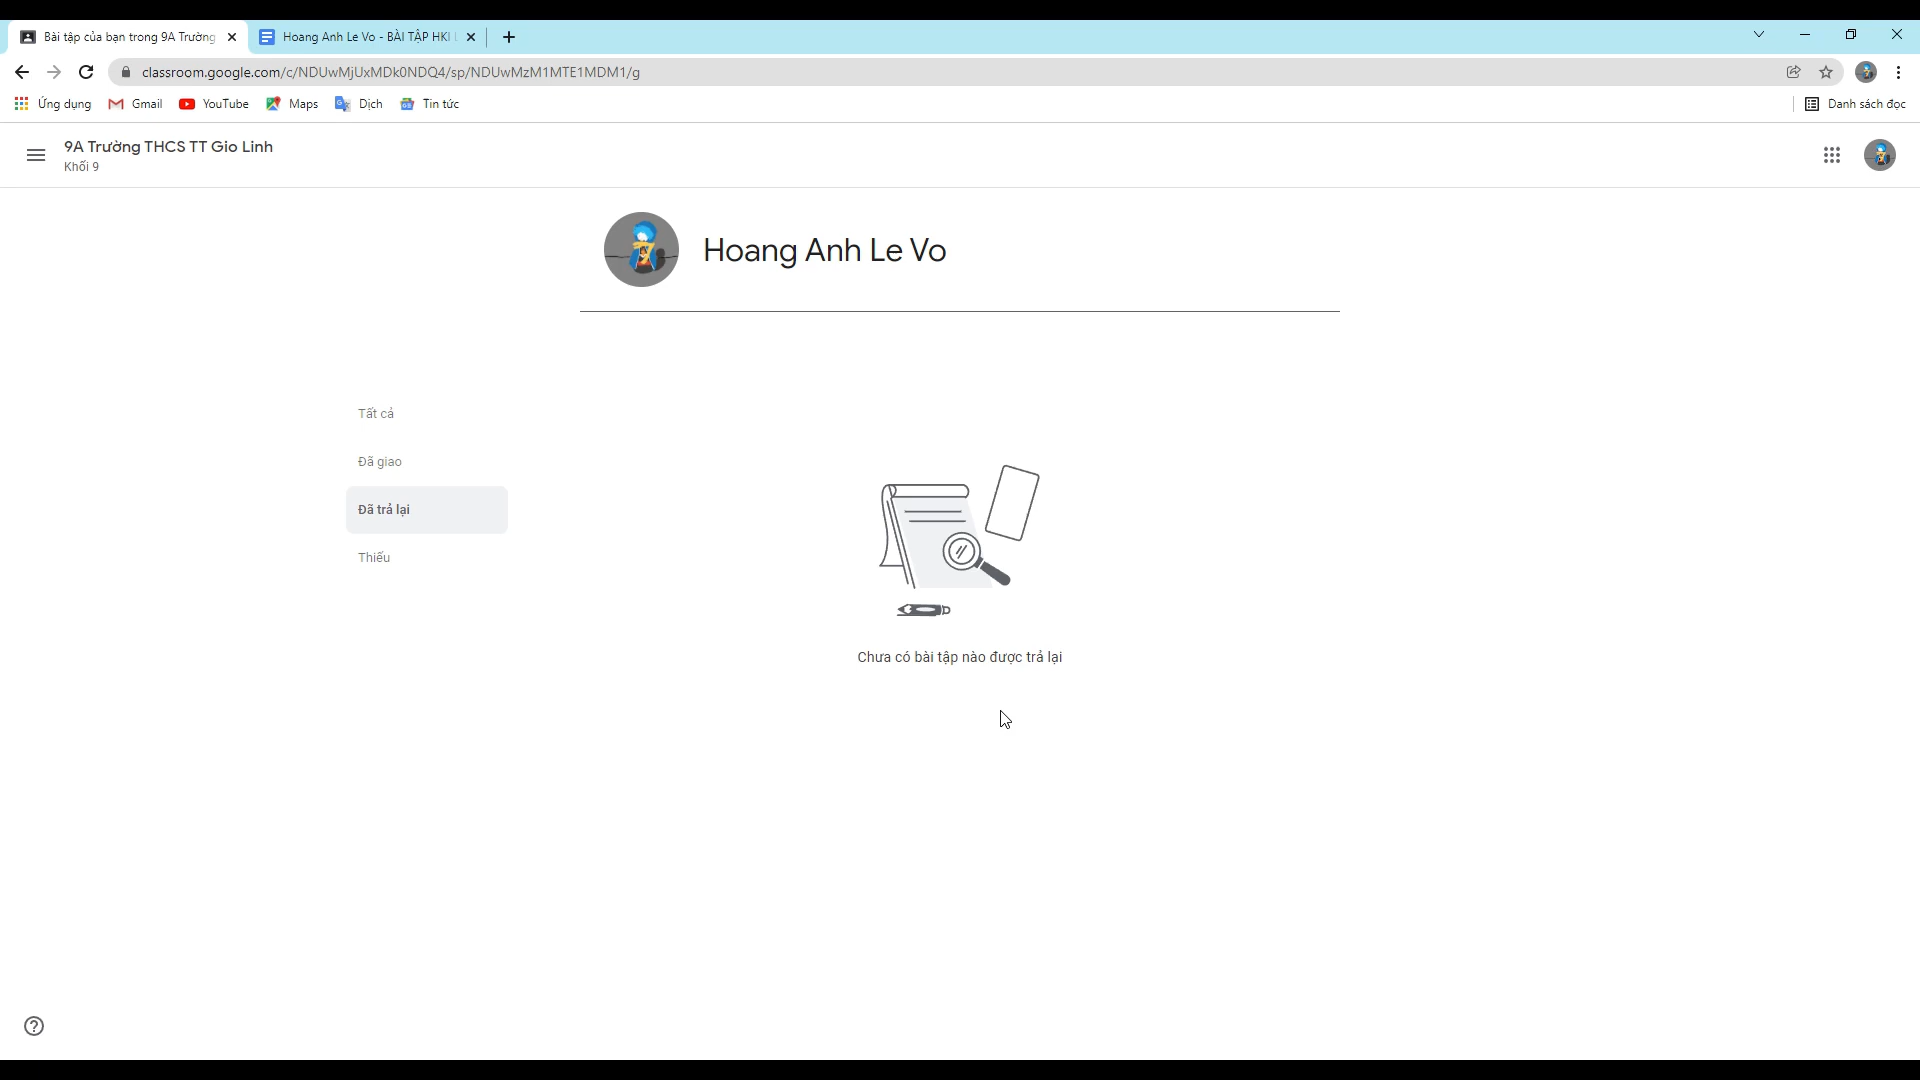 Bài tập của bạn trong 9A Trường
Hoang Anh Le Vo - BÀI TẬP HKI
classroom.google.com/c/NDUwMjUxMDk0NDQ4/sp/NDUwMzM1MTE1MDM1/g
Ứng dụng Gmail YouTube Maps Dịch Tin tức Danh sách đọc
9A Trường THCS TT Gio Linh
Khối 9
Hoang Anh Le Vo
Tất cả
Đã giao
Đã trả lại
Thiếu
Chưa có bài tập nào được trả lại